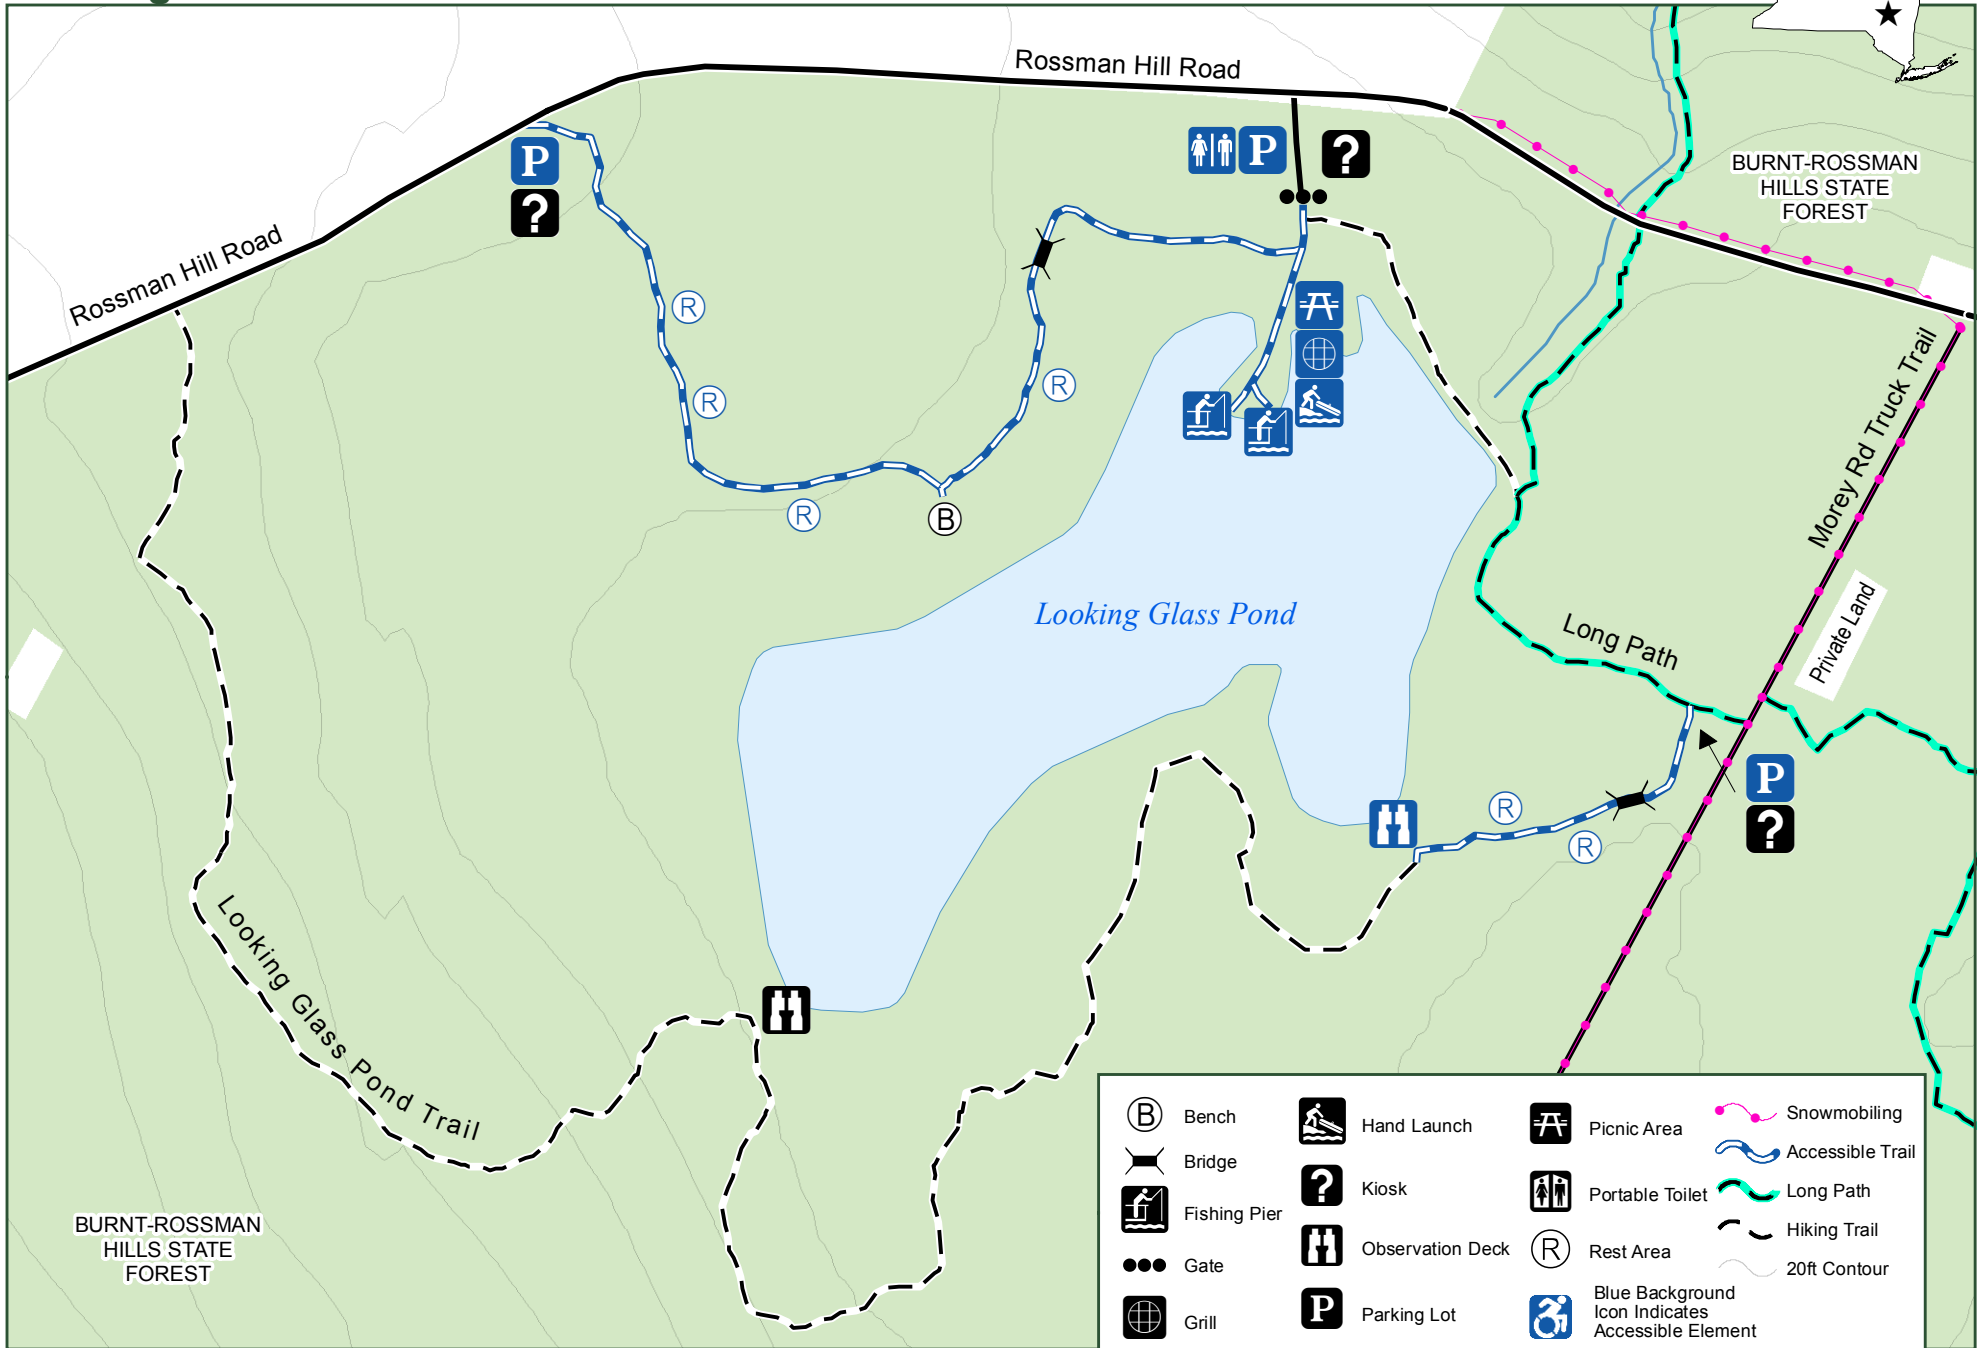 Rossman Hill Road
P
?
BURNT-ROSSMAN
HILLS STATE
FOREST
P
?
Rossman Hill Road
R
R
R
R
B
Morey Rd Truck Trail
Looking Glass Pond
Long Path
Private Land
P
?
R
R
Looking Glass Pond Trail
BURNT-ROSSMAN
HILLS STATE
FOREST
B Bench
Bridge
Fishing Pier
Gate
Grill
Hand Launch
? Kiosk
Observation Deck
P Parking Lot
Picnic Area
Portable Toilet
R Rest Area
Blue Background
Icon Indicates
Accessible Element
Snowmobiling
Accessible Trail
Long Path
Hiking Trail
20ft Contour